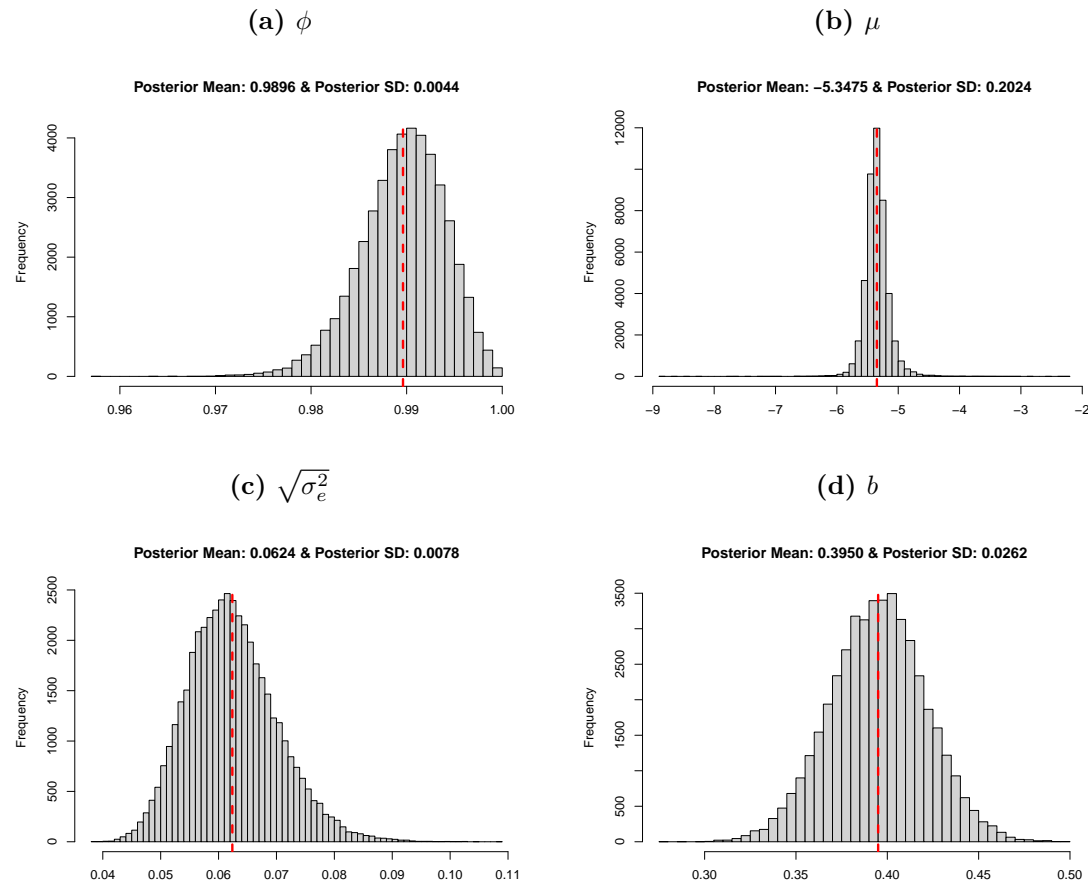 (a) ϕ
Posterior Mean: 0.9896 & Posterior SD: 0.0044
Frequency
0
1000
2000
3000
4000
0.96 0.97 0.98 0.99 1.00
(b) μ
Posterior Mean: −5.3475 & Posterior SD: 0.2024
Frequency
0
2000
4000
6000
8000
12000
−9 −8 −7 −6 −5 −4 −3 −2
(c) √σ²ₑ
Posterior Mean: 0.0624 & Posterior SD: 0.0078
Frequency
0
500
1000
1500
2000
2500
0.04 0.05 0.06 0.07 0.08 0.09 0.10 0.11
(d) b
Posterior Mean: 0.3950 & Posterior SD: 0.0262
Frequency
0
500
1500
2500
3500
0.30 0.35 0.40 0.45 0.50